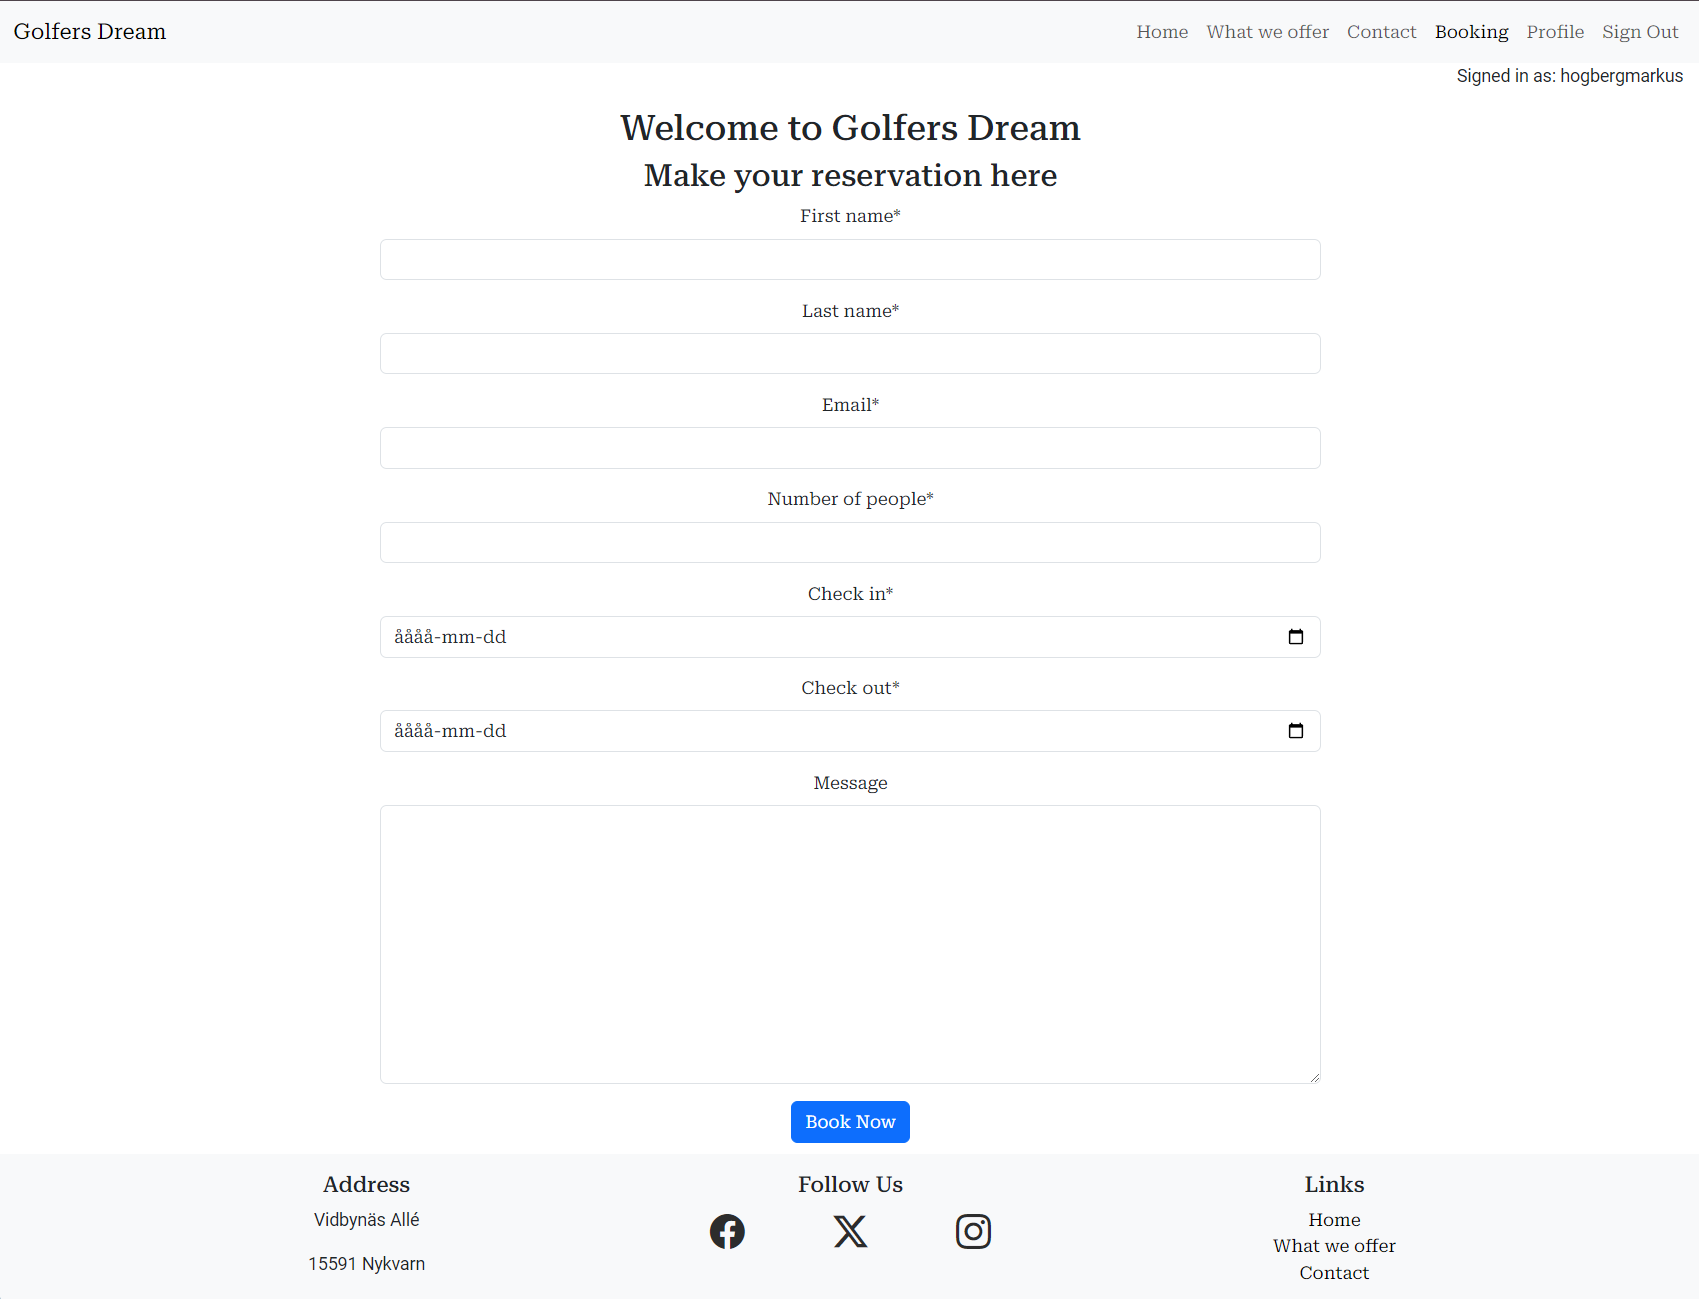 Golfers Dream
Home What we offer Contact Booking Profile Sign Out
Signed in as: hogbergmarkus
Welcome to Golfers Dream
Make your reservation here
First name*
Last name*
Email*
Number of people*
Check in*
åååå-mm-dd
Check out*
åååå-mm-dd
Message
Book Now
Address
Vidbynäs Allé
15591 Nykvarn
Follow Us
Links
Home
What we offer
Contact